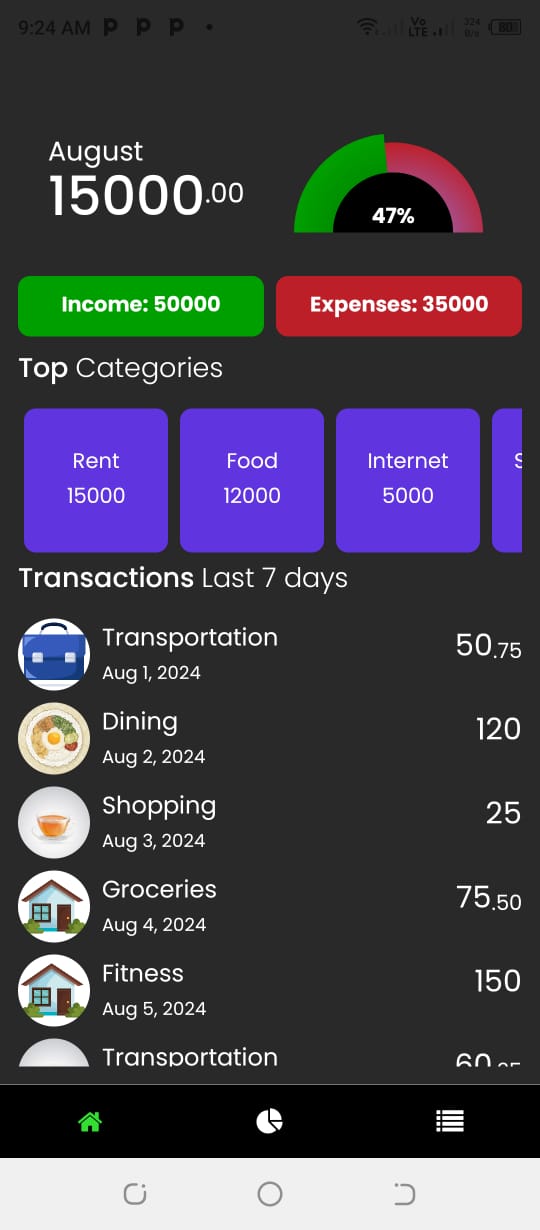 9:24 AM
Vo LTE 324 B/s 80
August
15000.00
47%
Income: 50000 Expenses: 35000
Top Categories
Rent Food Internet S
15000 12000 5000
Transactions Last 7 days
Transportation 50.75
Aug 1, 2024
Dining 120
Aug 2, 2024
Shopping 25
Aug 3, 2024
Groceries 75.50
Aug 4, 2024
Fitness 150
Aug 5, 2024
Transportation